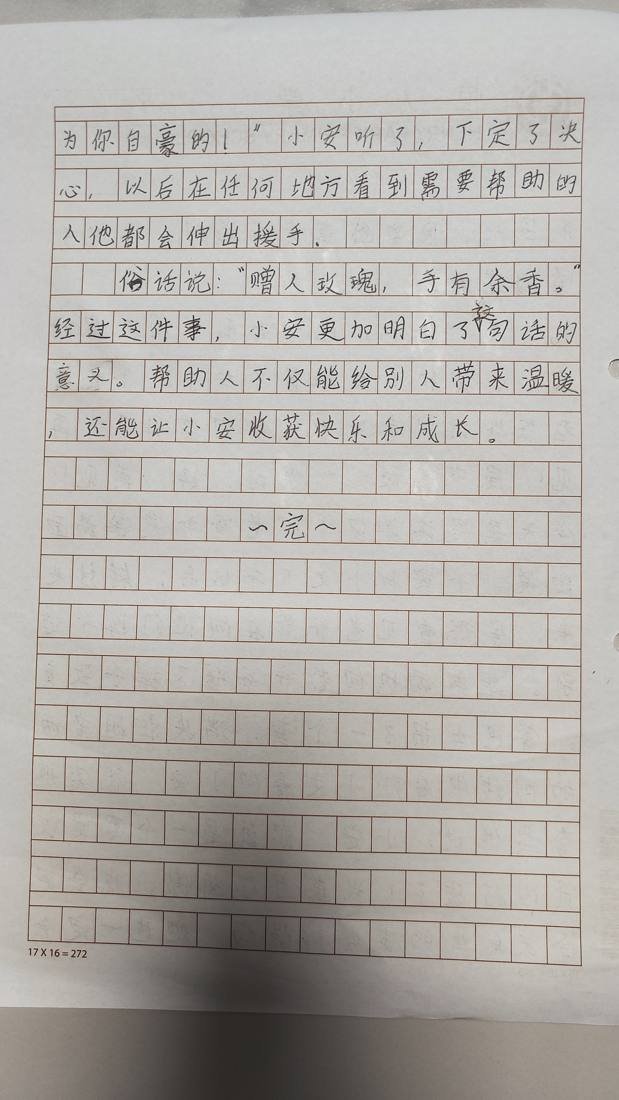 为你自豪的！”小安听了，下定了决
心，以后在任何地方看到需要帮助的
人他都会伸出援手.
俗话说：“赠人玫瑰，手有余香。”
经过这件事，小安更加明白了这句话的
意义。帮助人不仅能给别人带来温暖
，还能让小安收获快乐和成长。
～完～
17 X 16 = 272